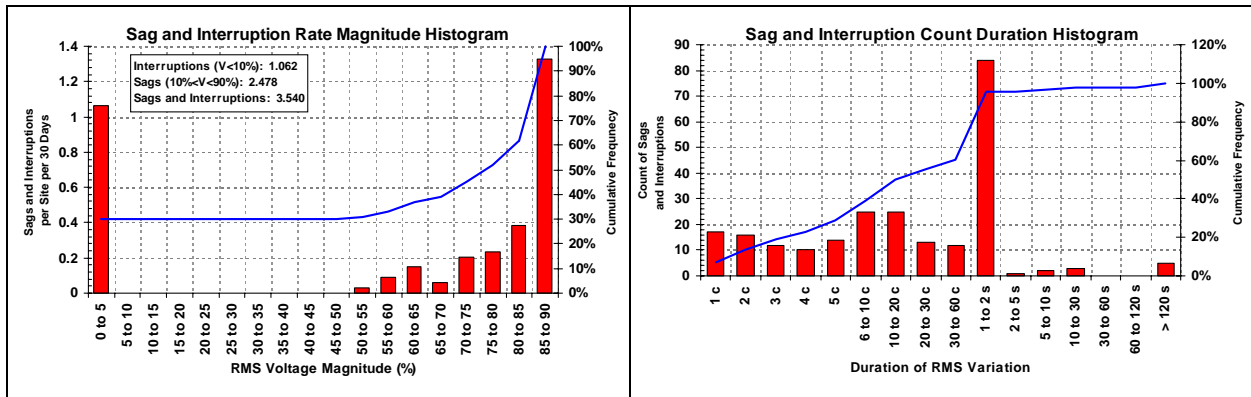 Sag and Interruption Rate Magnitude Histogram
Interruptions (V<10%): 1.062
Sags (10%<V<90%): 2.478
Sags and Interruptions: 3.540
Sags and Interruptions
per Site per 30 Days
1.4
1.2
1
0.8
0.6
0.4
0.2
0
100%
90%
80%
70%
60%
50%
40%
30%
20%
10%
0%
Cumulative Frequnecy
0 to 5
5 to 10
10 to 15
15 to 20
20 to 25
25 to 30
30 to 35
35 to 40
40 to 45
45 to 50
50 to 55
55 to 60
60 to 65
65 to 70
70 to 75
75 to 80
80 to 85
85 to 90
RMS Voltage Magnitude (%)
Sag and Interruption Count Duration Histogram
Count of Sags
and Interruptions
90
80
70
60
50
40
30
20
10
0
120%
100%
80%
60%
40%
20%
0%
Cumulative Frequency
1 c
2 c
3 c
4 c
5 c
6 to 10 c
10 to 20 c
20 to 30 c
30 to 60 c
1 to 2 s
2 to 5 s
5 to 10 s
10 to 30 s
30 to 60 s
60 to 120 s
> 120 s
Duration of RMS Variation